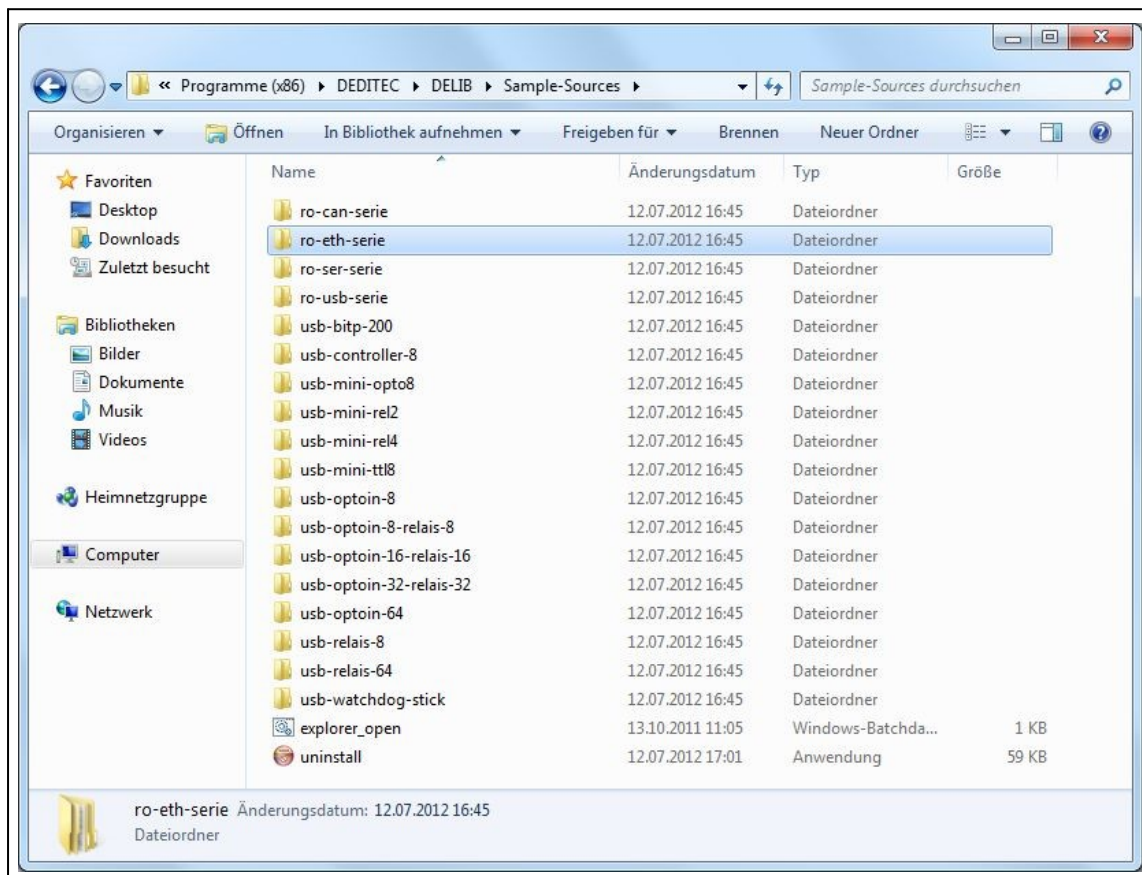 « Programme (x86) ▸ DEDITEC ▸ DELIB ▸ Sample-Sources ▸ Sample-Sources durchsuchen
Organisieren Öffnen In Bibliothek aufnehmen Freigeben für Brennen Neuer Ordner
Favoriten
Desktop
Downloads
Zuletzt besucht
Bibliotheken
Bilder
Dokumente
Musik
Videos
Heimnetzgruppe
Computer
Netzwerk
Name Änderungsdatum Typ Größe
ro-can-serie 12.07.2012 16:45 Dateiordner
ro-eth-serie 12.07.2012 16:45 Dateiordner
ro-ser-serie 12.07.2012 16:45 Dateiordner
ro-usb-serie 12.07.2012 16:45 Dateiordner
usb-bitp-200 12.07.2012 16:45 Dateiordner
usb-controller-8 12.07.2012 16:45 Dateiordner
usb-mini-opto8 12.07.2012 16:45 Dateiordner
usb-mini-rel2 12.07.2012 16:45 Dateiordner
usb-mini-rel4 12.07.2012 16:45 Dateiordner
usb-mini-ttl8 12.07.2012 16:45 Dateiordner
usb-optoin-8 12.07.2012 16:45 Dateiordner
usb-optoin-8-relais-8 12.07.2012 16:45 Dateiordner
usb-optoin-16-relais-16 12.07.2012 16:45 Dateiordner
usb-optoin-32-relais-32 12.07.2012 16:45 Dateiordner
usb-optoin-64 12.07.2012 16:45 Dateiordner
usb-relais-8 12.07.2012 16:45 Dateiordner
usb-relais-64 12.07.2012 16:45 Dateiordner
usb-watchdog-stick 12.07.2012 16:45 Dateiordner
explorer_open 13.10.2011 11:05 Windows-Batchda... 1 KB
uninstall 12.07.2012 17:01 Anwendung 59 KB
ro-eth-serie Änderungsdatum: 12.07.2012 16:45
Dateiordner